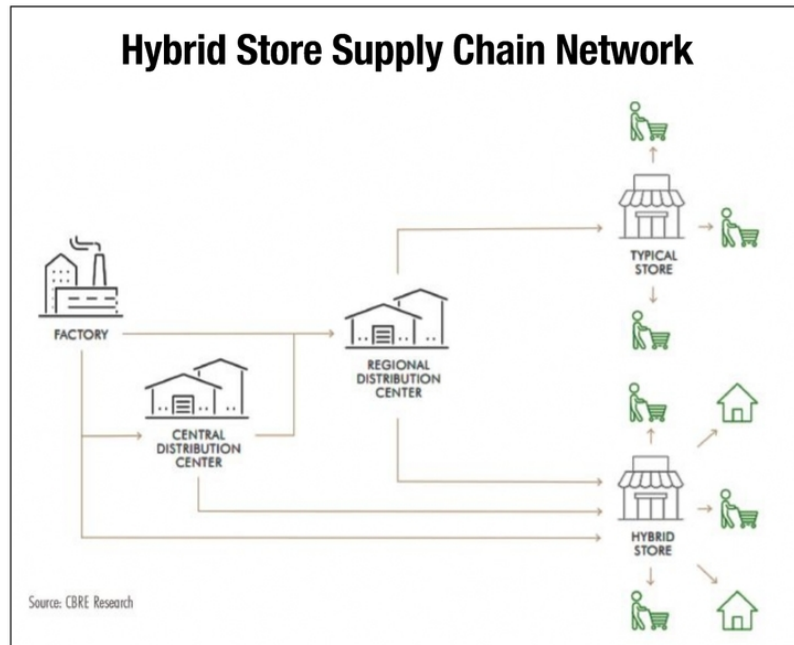 Hybrid Store Supply Chain Network
TYPICAL
STORE
FACTORY
REGIONAL
DISTRIBUTION
CENTER
CENTRAL
DISTRIBUTION
CENTER
HYBRID
STORE
Source: CBRE Research